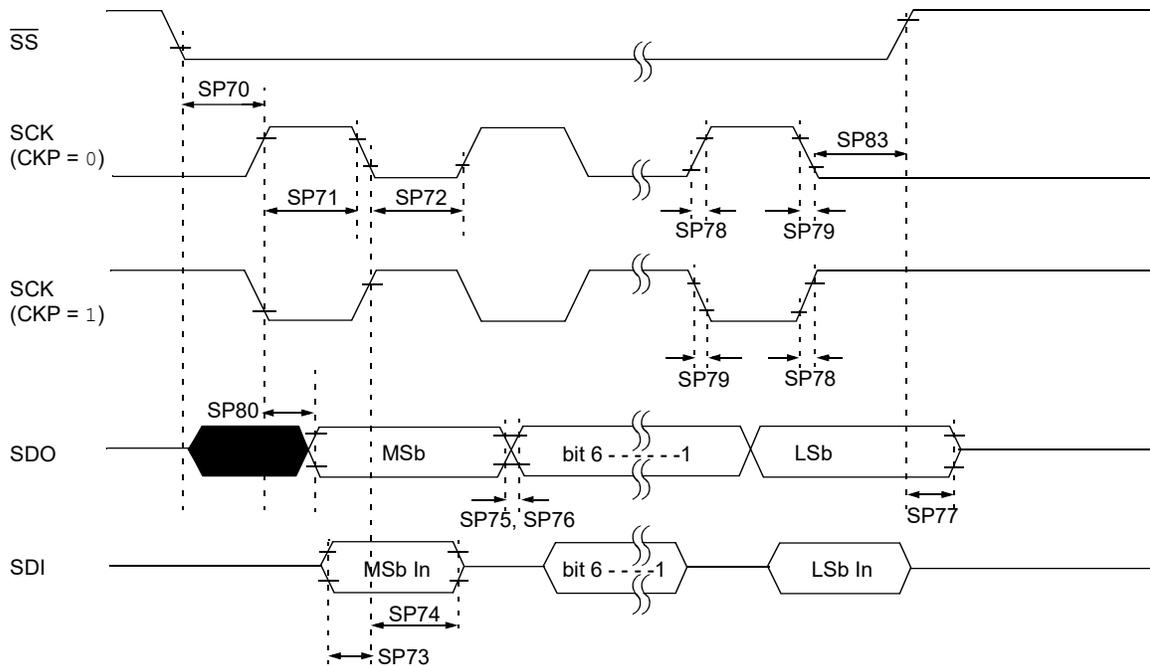 SS
SP70
SCK
(CKP = 0)
SP83
SP71
SP72
SP78
SP79
SCK
(CKP = 1)
SP79
SP78
SP80
SDO
MSb
bit 6 - - - - - -1
LSb
SP75, SP76
SP77
SDI
MSb In
bit 6 - - - -1
LSb In
SP74
SP73